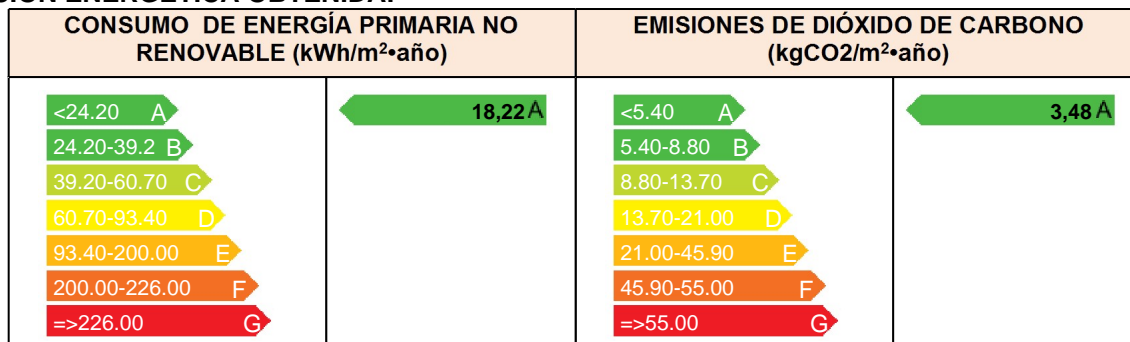 CONSUMO DE ENERGÍA PRIMARIA NO
RENOVABLE (kWh/m²•año)
EMISIONES DE DIÓXIDO DE CARBONO
(kgCO2/m²•año)
<24.20 A
24.20-39.2 B
39.20-60.70 C
60.70-93.40 D
93.40-200.00 E
200.00-226.00 F
=>226.00 G
18,22 A
<5.40 A
5.40-8.80 B
8.80-13.70 C
13.70-21.00 D
21.00-45.90 E
45.90-55.00 F
=>55.00 G
3,48 A